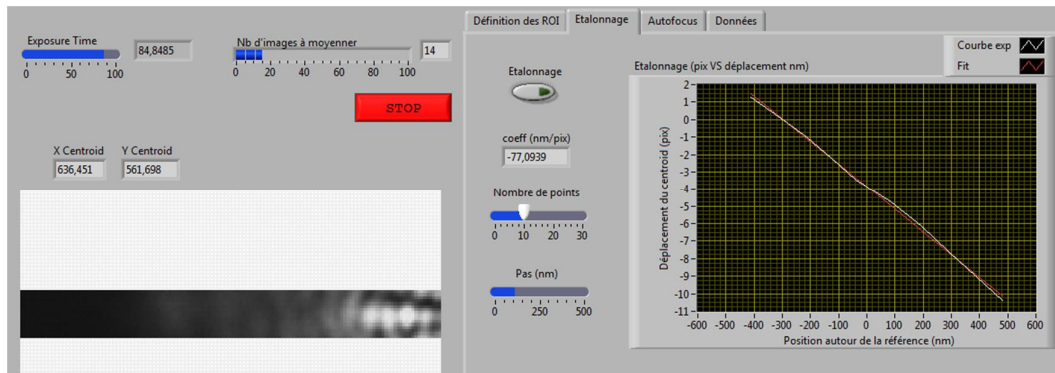 Définition des ROI Etalonnage Autofocus Données
Exposure Time
84,8485
0 50 100
Nb d'images à moyenner
14
0 20 40 60 80 100
STOP
X Centroid Y Centroid
636,451 561,698
Etalonnage
coeff (nm/pix)
-77,0939
Nombre de points
0 10 20 30
Pas (nm)
0 250 500
Courbe exp
Fit
Etalonnage (pix VS déplacement nm)
Déplacement du centroid (pix)
2
1
0
-1
-2
-3
-4
-5
-6
-7
-8
-9
-10
-11
-600 -500 -400 -300 -200 -100 0 100 200 300 400 500 600
Position autour de la référence (nm)